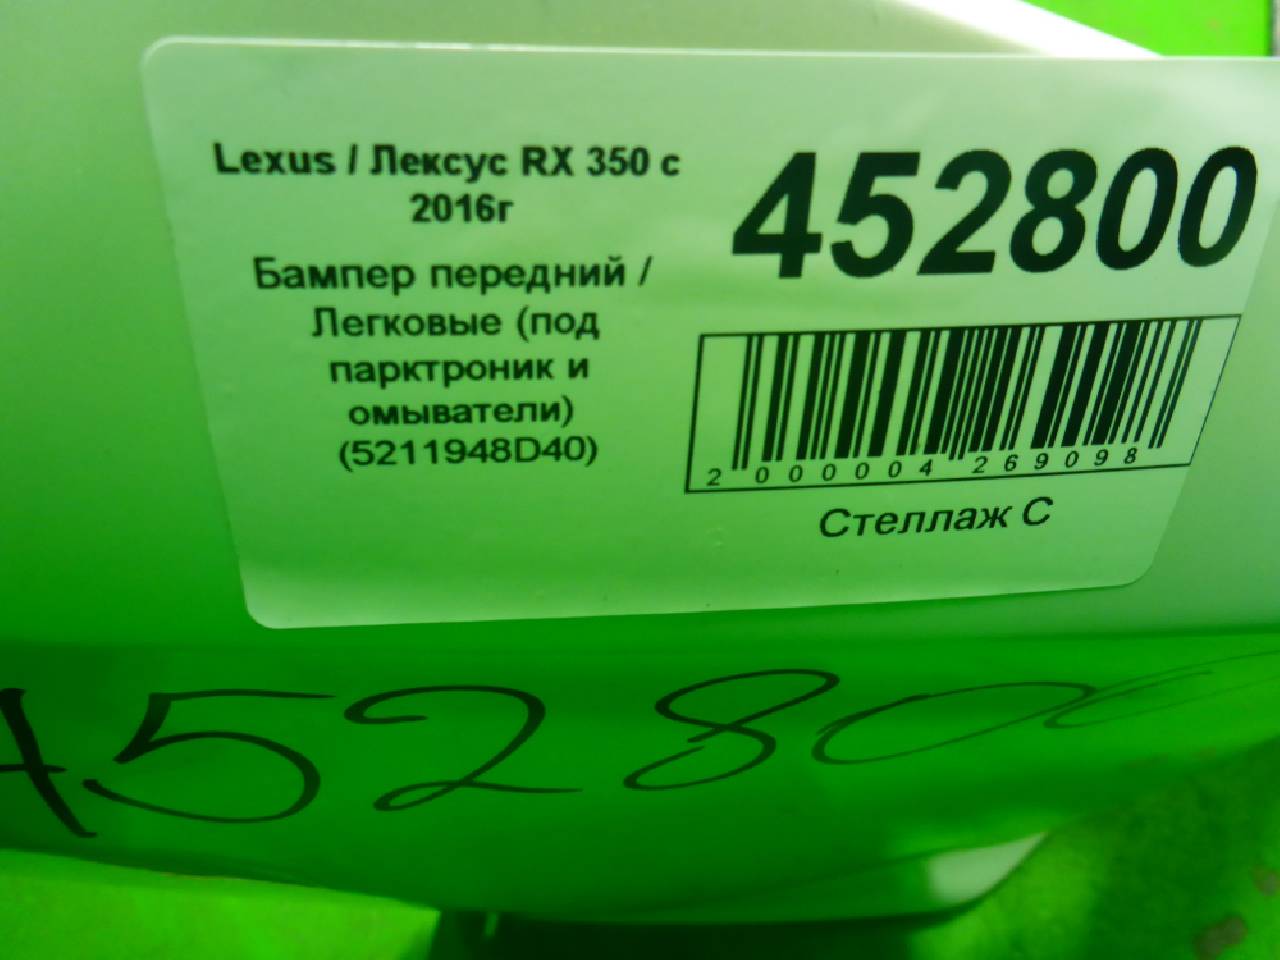 Lexus / Лексус RX 350 с
2016г
Бампер передний /
Легковые (под
парктроник и
омыватели)
(5211948D40)
452800
2 000004 269098
Стеллаж С
452800